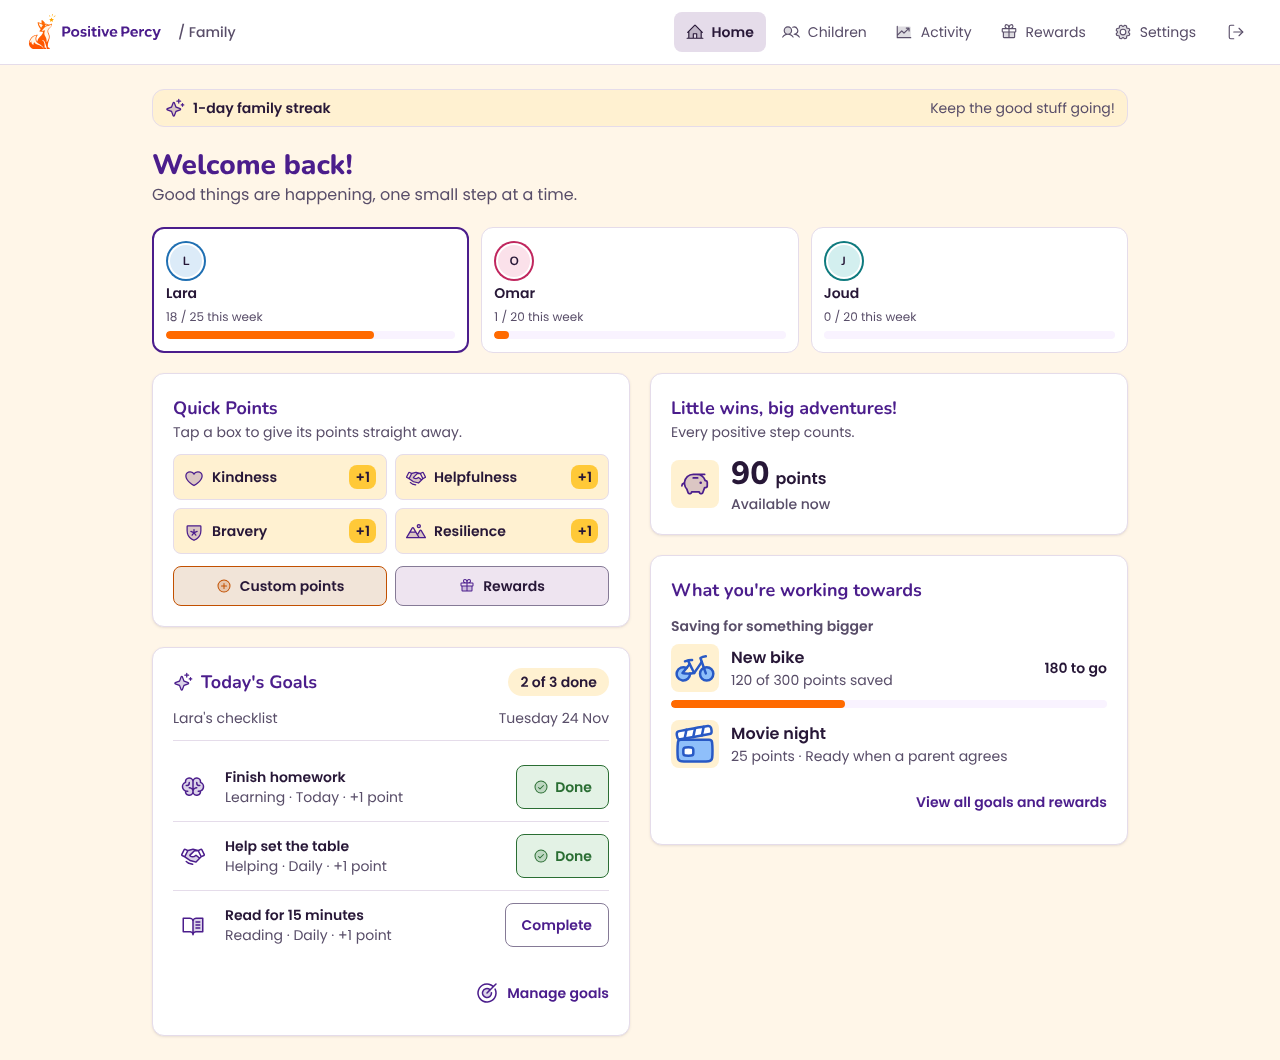 Positive Percy / Family
Home
Children
Activity
Rewards
Settings
1-day family streak
Keep the good stuff going!
Welcome back!
Good things are happening, one small step at a time.
L
Lara
18 / 25 this week
O
Omar
1 / 20 this week
J
Joud
0 / 20 this week
Quick Points
Tap a box to give its points straight away.
Kindness +1
Helpfulness +1
Bravery +1
Resilience +1
Custom points
Rewards
Today's Goals
2 of 3 done
Lara's checklist
Tuesday 24 Nov
Finish homework
Learning · Today · +1 point
Done
Help set the table
Helping · Daily · +1 point
Done
Read for 15 minutes
Reading · Daily · +1 point
Complete
Manage goals
Little wins, big adventures!
Every positive step counts.
90 points
Available now
What you're working towards
Saving for something bigger
New bike
120 of 300 points saved
180 to go
Movie night
25 points · Ready when a parent agrees
View all goals and rewards